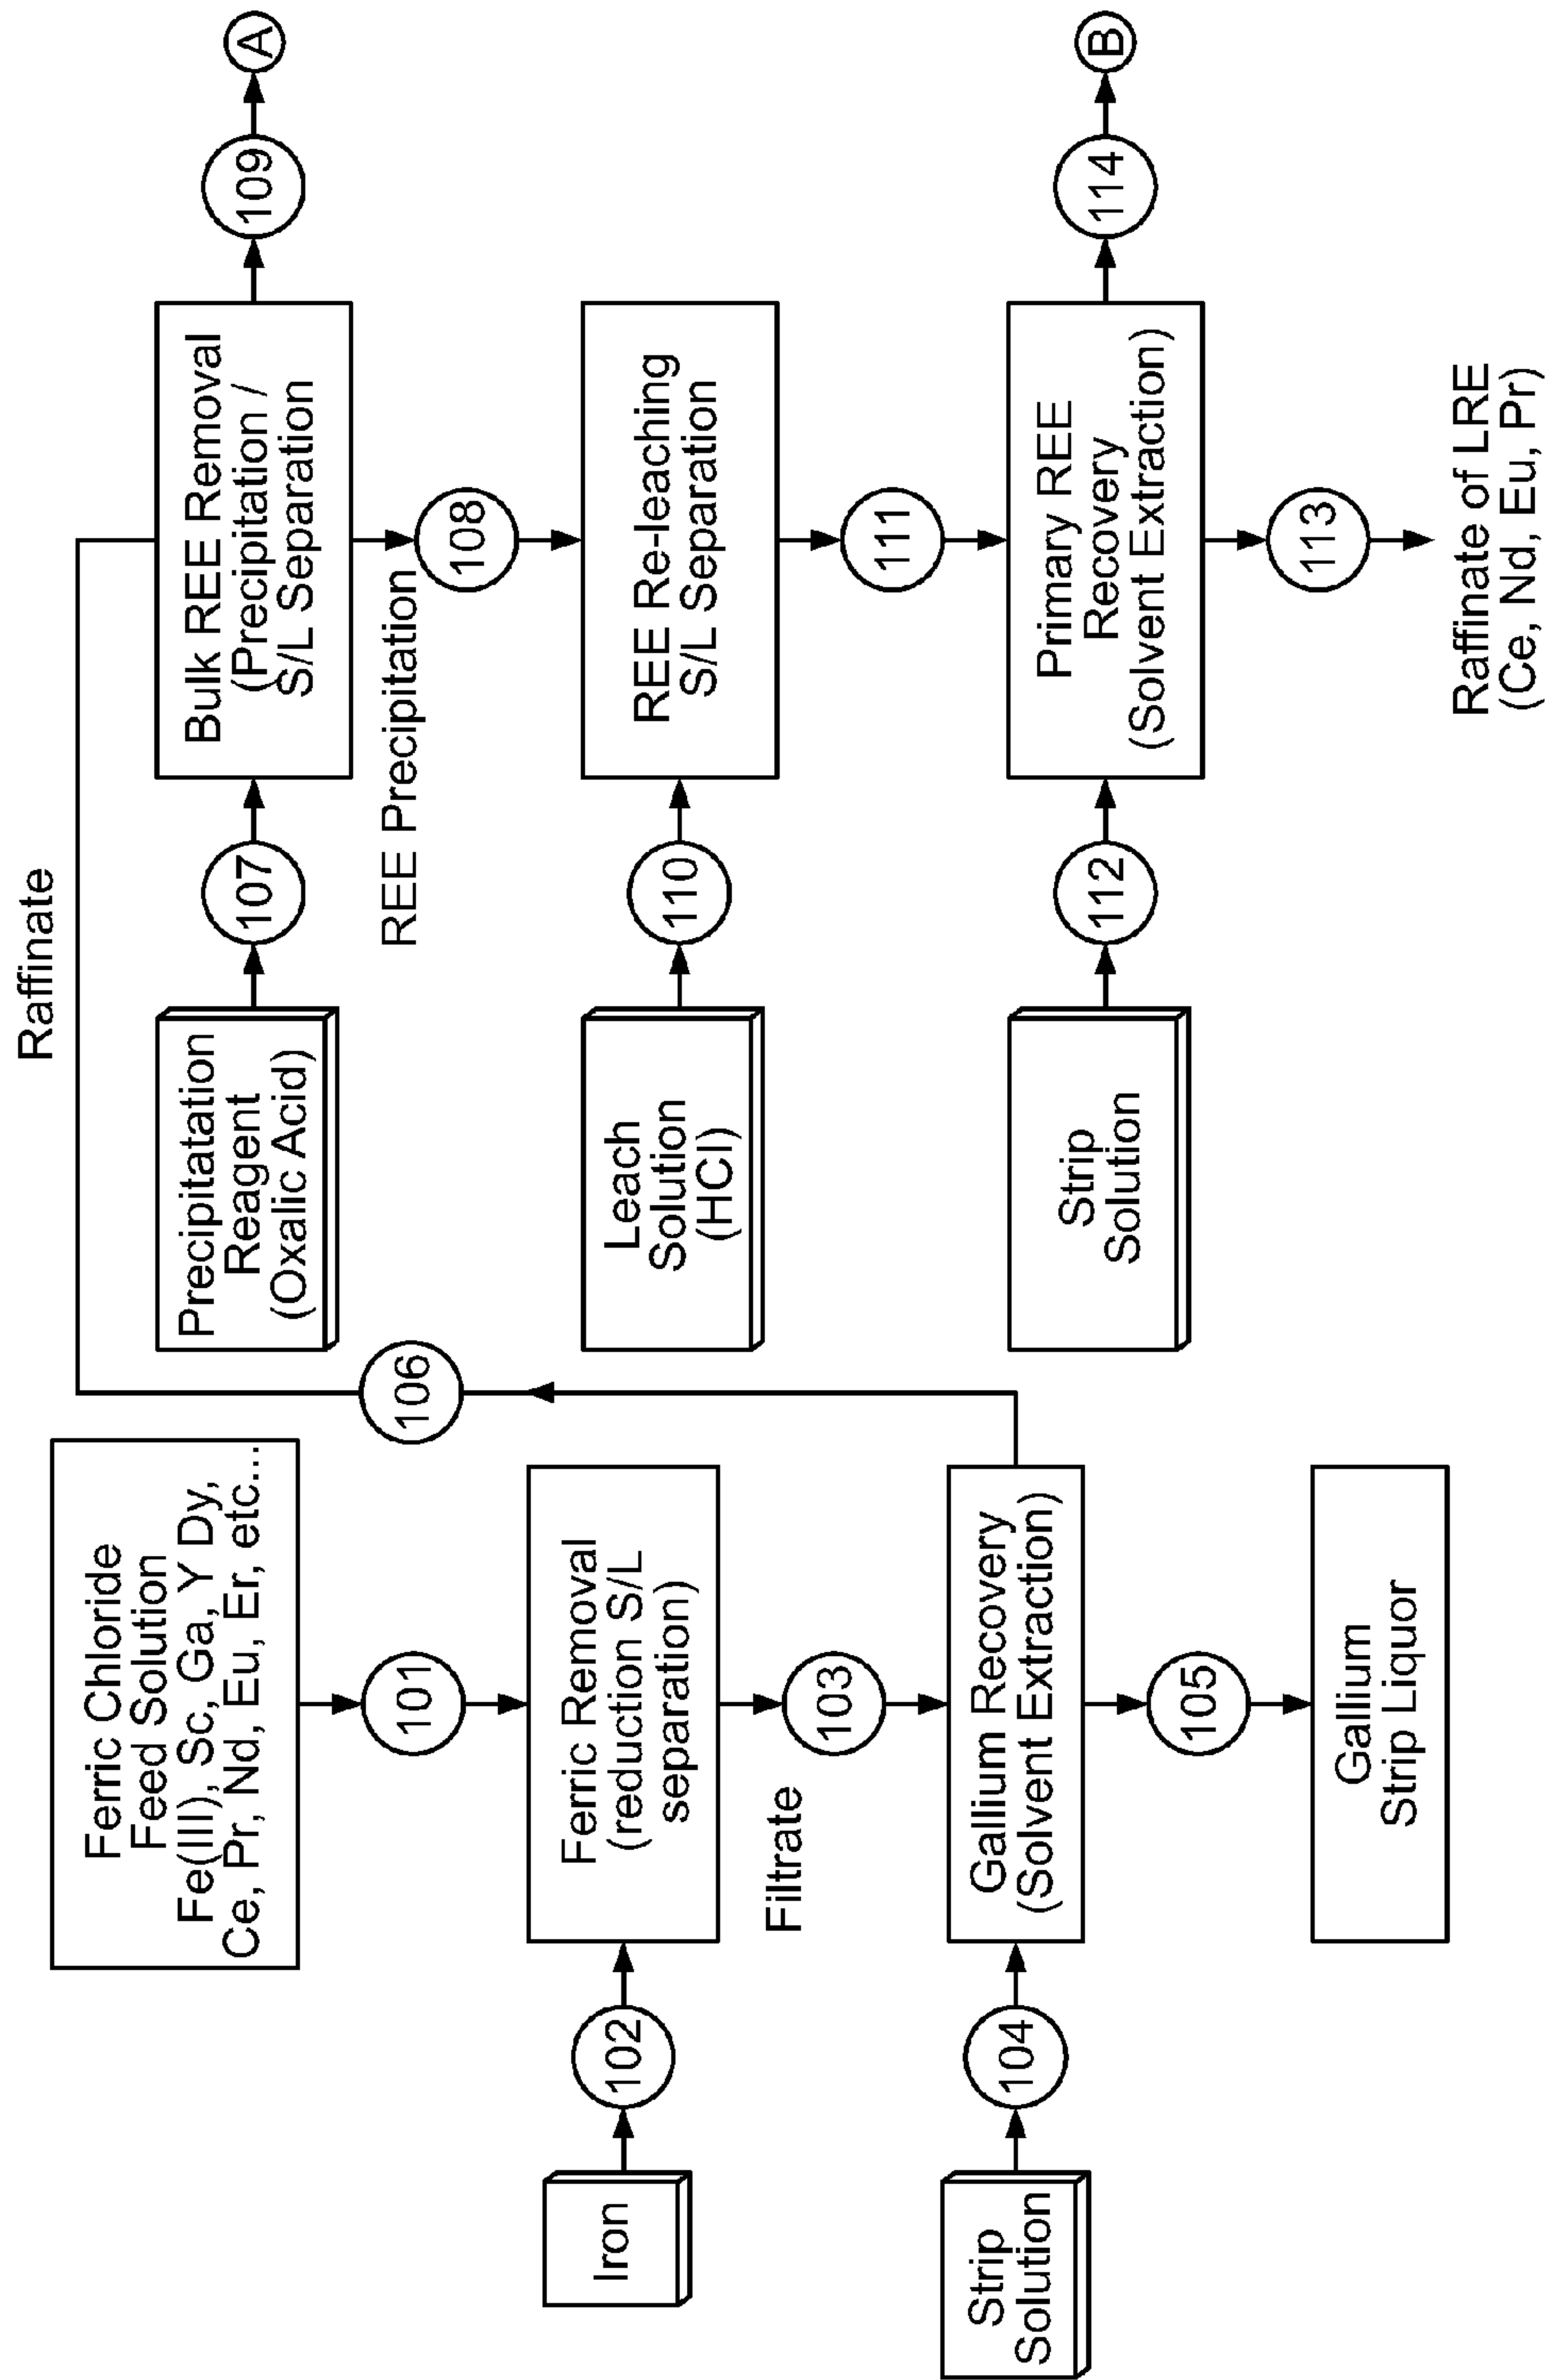 Ferric Chloride
Feed Solution
Fe(III), Sc, Ga, Y Dy,
Ce, Pr, Nd, Eu, Er, etc...
101
Iron
102
Ferric Removal
(reduction S/L
separation)
Filtrate
103
Strip
Solution
104
Gallium Recovery
(Solvent Extraction)
105
Gallium
Strip Liquor
106
Raffinate
Precipitatation
Reagent
(Oxalic Acid)
107
Bulk REE Removal
(Precipitation /
S/L Separation
109
A
REE Precipitation
108
Leach
Solution
(HCl)
110
REE Re-leaching
S/L Separation
111
Strip
Solution
112
Primary REE
Recovery
(Solvent Extraction)
114
B
113
Raffinate of LRE
(Ce, Nd, Eu, Pr)